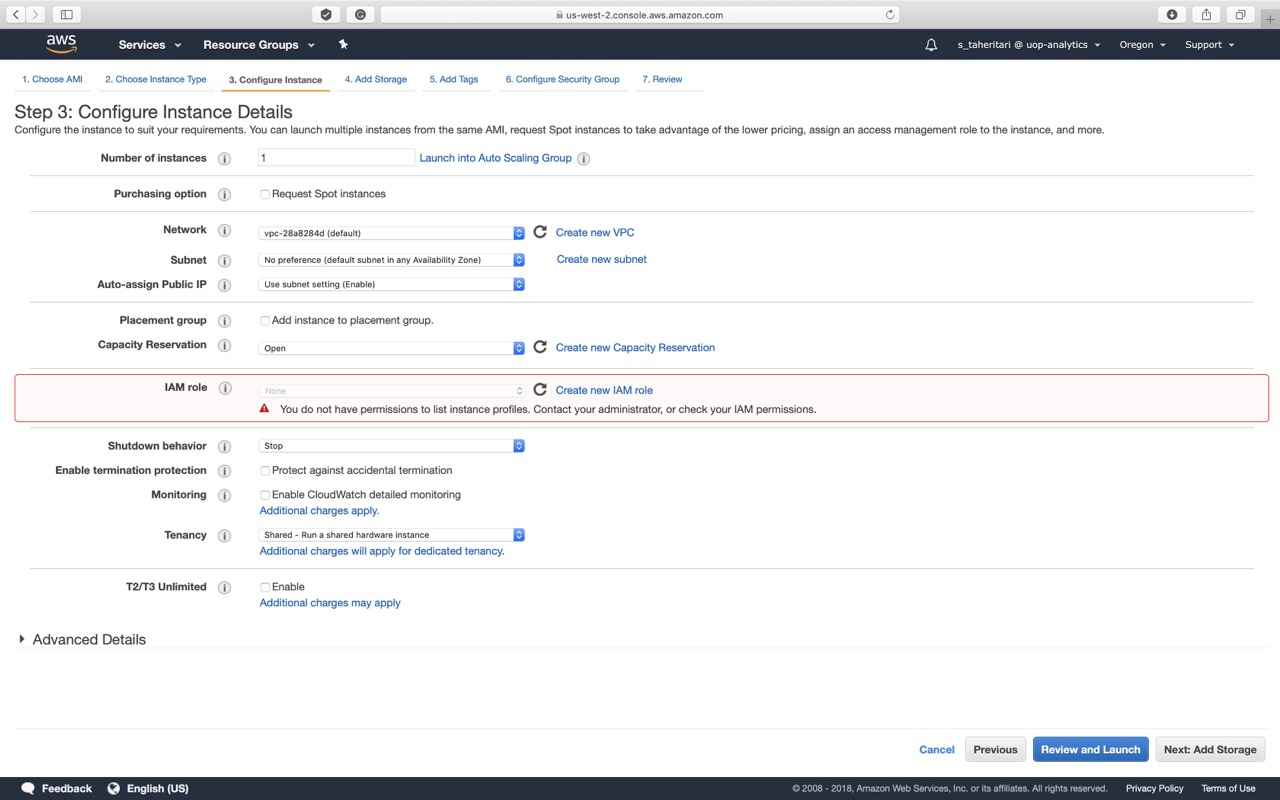 us-west-2.console.aws.amazon.com
aws
Services
Resource Groups
s_taheritari @ uop-analytics
Oregon
Support
1. Choose AMI
2. Choose Instance Type
3. Configure Instance
4. Add Storage
5. Add Tags
6. Configure Security Group
7. Review
Step 3: Configure Instance Details
Configure the instance to suit your requirements. You can launch multiple instances from the same AMI, request Spot instances to take advantage of the lower pricing, assign an access management role to the instance, and more.
Number of instances
1
Launch into Auto Scaling Group
Purchasing option
Request Spot instances
Network
vpc-28a8284d (default)
Create new VPC
Subnet
No preference (default subnet in any Availability Zone)
Create new subnet
Auto-assign Public IP
Use subnet setting (Enable)
Placement group
Add instance to placement group.
Capacity Reservation
Open
Create new Capacity Reservation
IAM role
None
Create new IAM role
You do not have permissions to list instance profiles. Contact your administrator, or check your IAM permissions.
Shutdown behavior
Stop
Enable termination protection
Protect against accidental termination
Monitoring
Enable CloudWatch detailed monitoring
Additional charges apply.
Tenancy
Shared - Run a shared hardware instance
Additional charges will apply for dedicated tenancy.
T2/T3 Unlimited
Enable
Additional charges may apply
Advanced Details
Cancel
Previous
Review and Launch
Next: Add Storage
Feedback
English (US)
© 2008 - 2018, Amazon Web Services, Inc. or its affiliates. All rights reserved.
Privacy Policy
Terms of Use